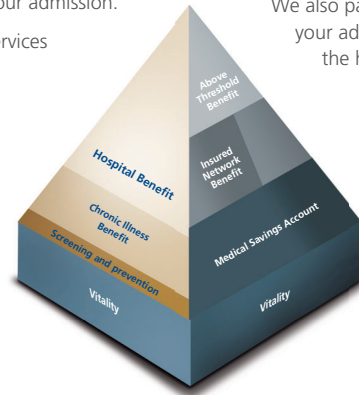 our admission.
rvices
We also pa
your ad
the h
Above
Threshold
Benefit
Insured
Network
Benefit
Hospital Benefit
Chronic Illness
Benefit
Screening and prevention
Medical Savings Account
Vitality
Vitality